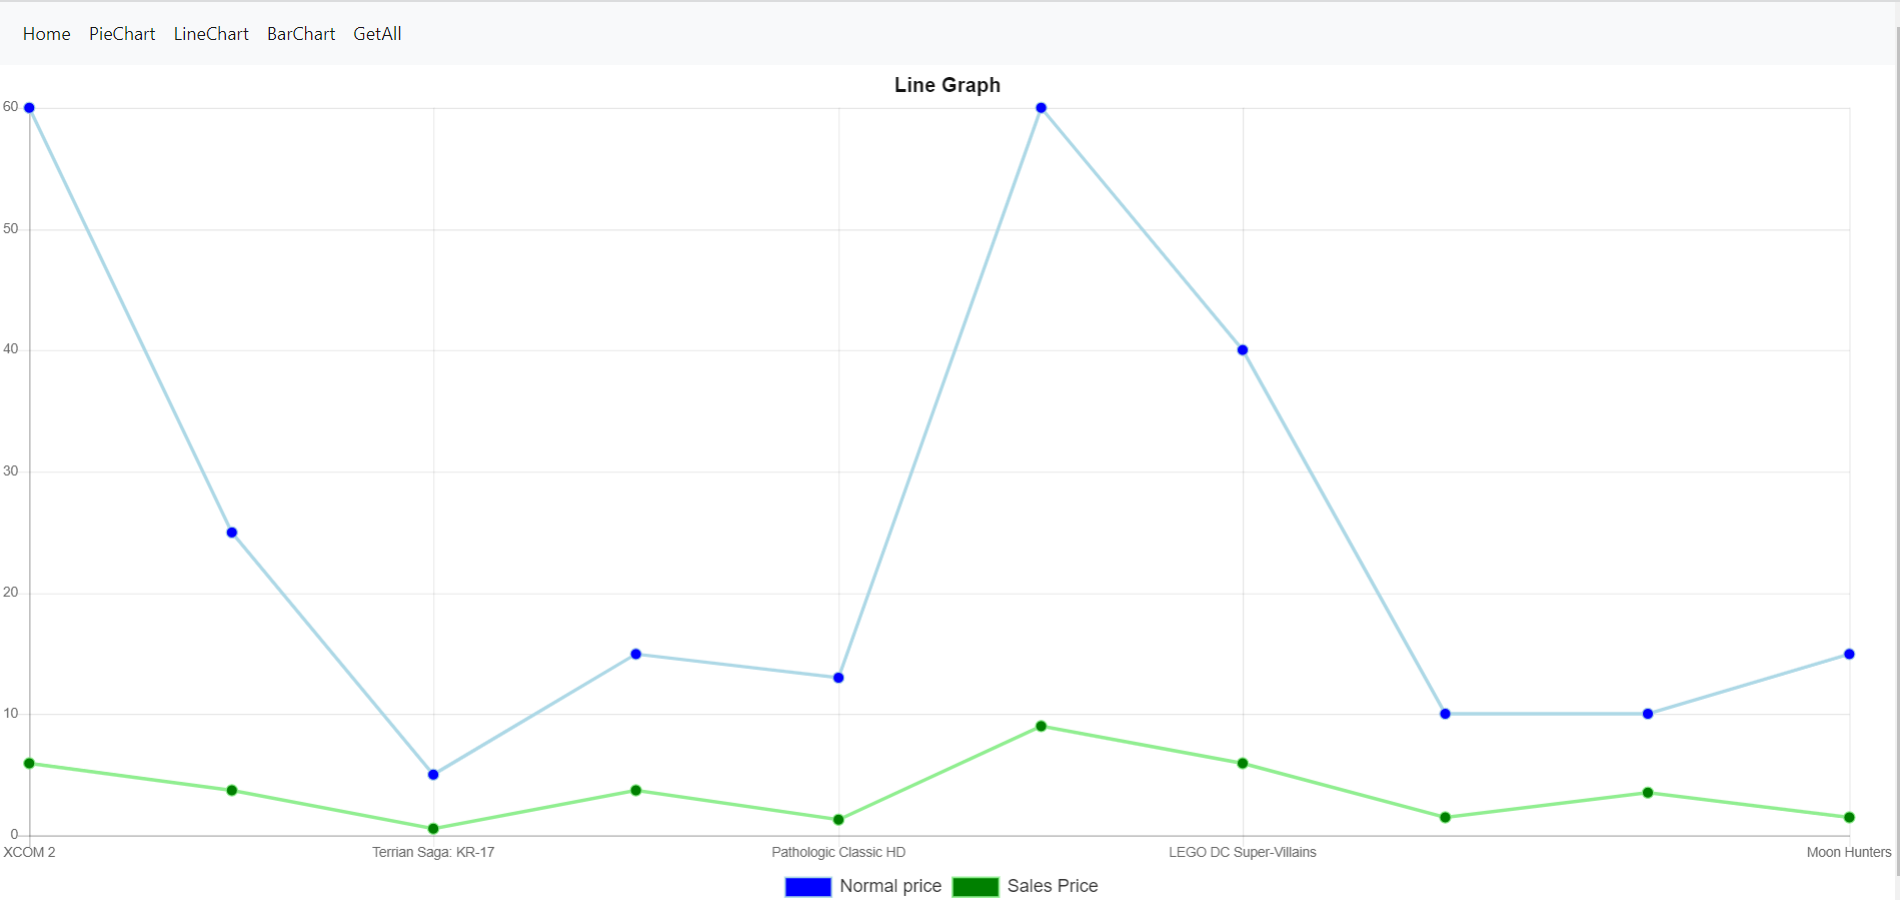 Home PieChart LineChart BarChart GetAll
Line Graph
60
50
40
30
20
10
0
XCOM 2 Terrian Saga: KR-17 Pathologic Classic HD LEGO DC Super-Villains Moon Hunters
Normal price Sales Price